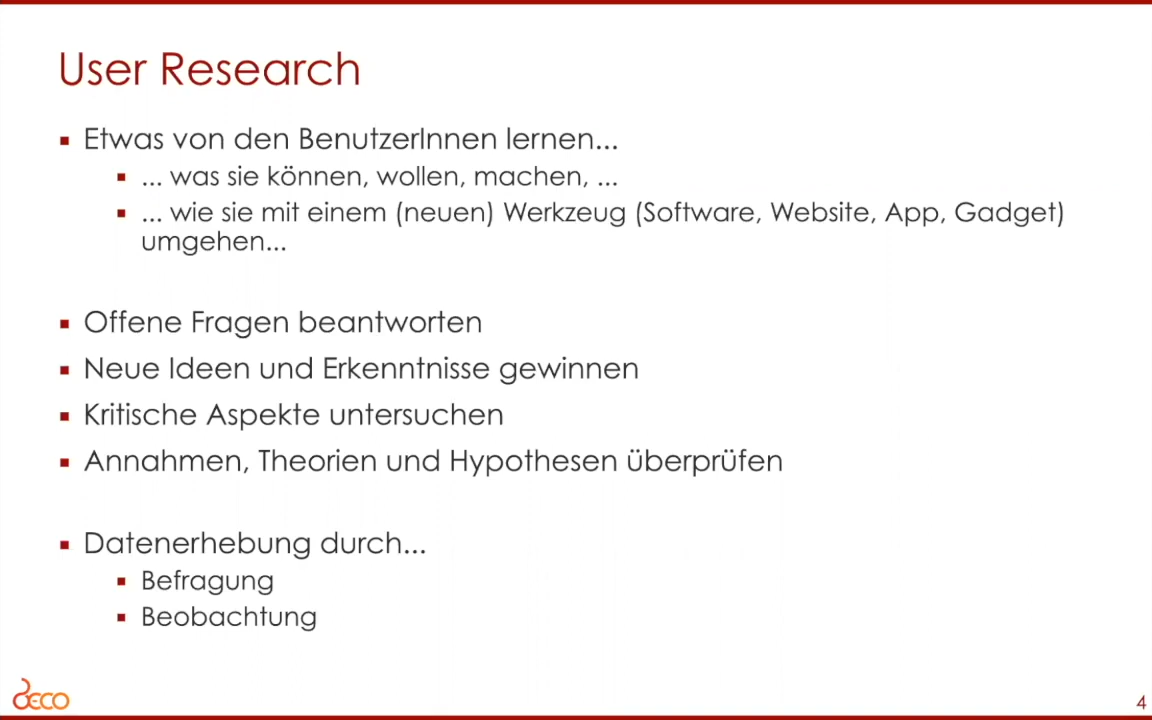 User Research
Etwas von den BenutzerInnen lernen...
... was sie können, wollen, machen, ...
... wie sie mit einem (neuen) Werkzeug (Software, Website, App, Gadget)
umgehen...
Offene Fragen beantworten
Neue Ideen und Erkenntnisse gewinnen
Kritische Aspekte untersuchen
Annahmen, Theorien und Hypothesen überprüfen
Datenerhebung durch...
Befragung
Beobachtung
DECO
4